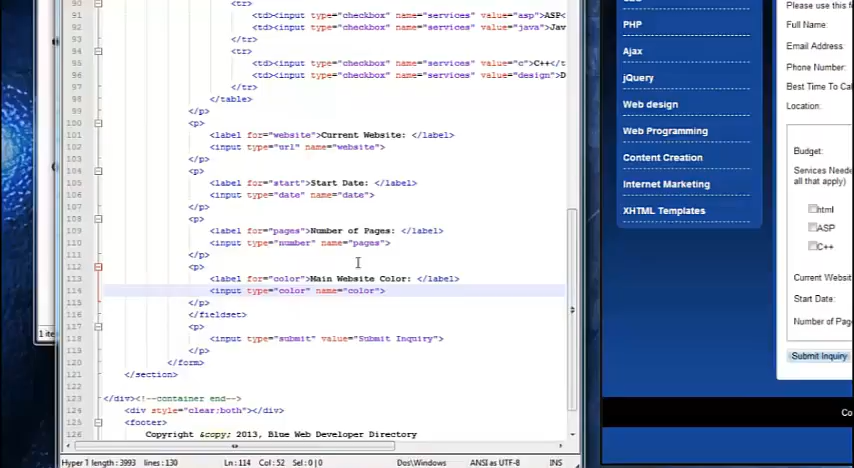 90
<tr>
91
<td><input type="checkbox" name="services" value="asp">ASP<
92
<td><input type="checkbox" name="services" value="java">Jav
93
</tr>
94
<tr>
95
<td><input type="checkbox" name="services" value="c">C++</t
96
<td><input type="checkbox" name="services" value="design">D
97
</tr>
98
</table>
99
</p>
100
<p>
101
<label for="website">Current Website: </label>
102
<input type="url" name="website">
103
</p>
104
<p>
105
<label for="start">Start Date: </label>
106
<input type="date" name="date">
107
</p>
108
<p>
109
<label for="pages">Number of Pages: </label>
110
<input type="number" name="pages">
111
</p>
112
<p>
113
<label for="color">Main Website Color: </label>
114
<input type="color" name="color">
115
</p>
116
</fieldset>
117
<p>
118
<input type="submit" value="Submit Inquiry">
119
</p>
120
</form>
121
</section>
122
123
</div><!--container end-->
124
<div style="clear:both"></div>
125
<footer>
126
Copyright &copy; 2013, Blue Web Developer Directory
1 ite
Hyper 1 length : 3993 lines : 130 Ln : 114 Col : 52 Sel : 0 | 0 Dos\Windows ANSI as UTF-8 INS
PHP
Ajax
jQuery
Web design
Web Programming
Content Creation
Internet Marketing
XHTML Templates
Please use this f
Full Name:
Email Address
Phone Number:
Best Time To Cal
Location:
Budget:
Services Neede
all that apply)
html
ASP
C++
Current Websit
Start Date:
Number of Pag
Submit Inquiry
Co